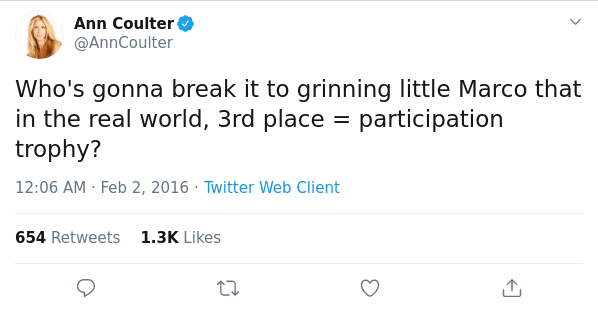 Ann Coulter
@AnnCoulter
Who's gonna break it to grinning little Marco that
in the real world, 3rd place = participation
trophy?
12:06 AM · Feb 2, 2016 · Twitter Web Client
654 Retweets 1.3K Likes